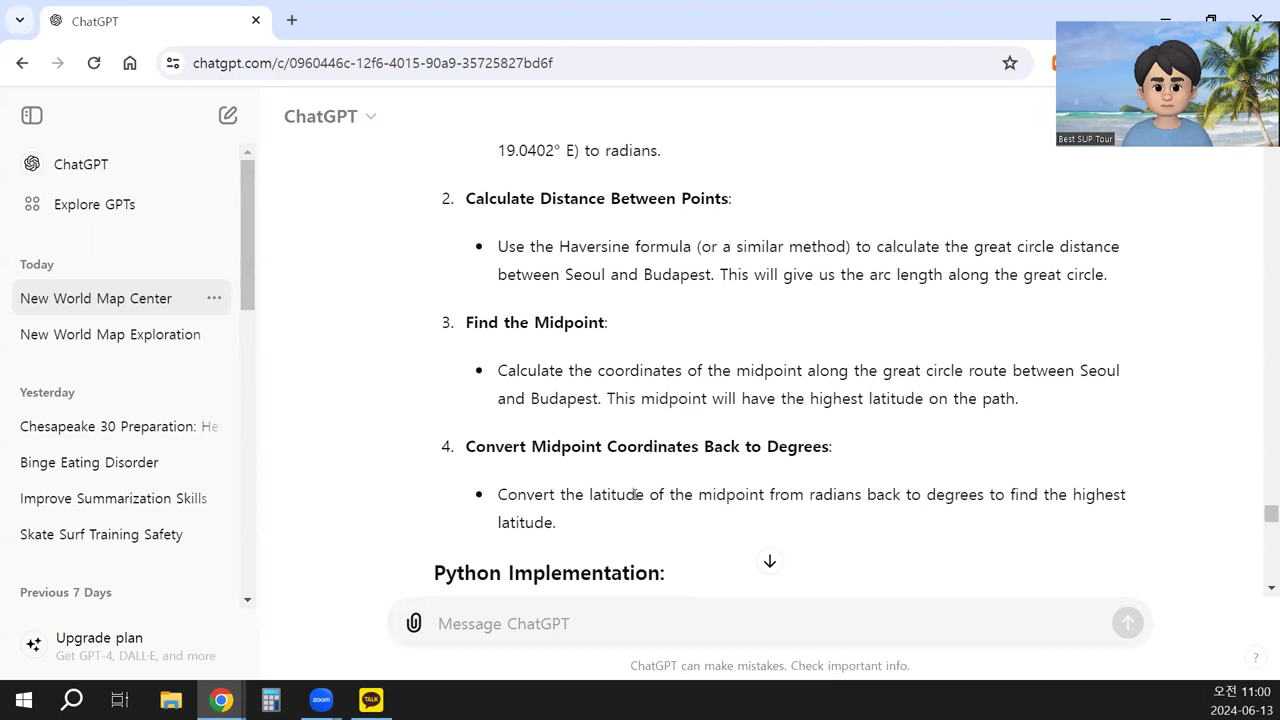 ChatGPT
chatgpt.com/c/0960446c-12f6-4015-90a9-35725827bd6f
Best SUP Tour
ChatGPT
Explore GPTs
Today
New World Map Center
New World Map Exploration
Yesterday
Chesapeake 30 Preparation: He
Binge Eating Disorder
Improve Summarization Skills
Skate Surf Training Safety
Previous 7 Days
Upgrade plan
Get GPT-4, DALL·E, and more
ChatGPT
19.0402° E) to radians.
2. Calculate Distance Between Points:
• Use the Haversine formula (or a similar method) to calculate the great circle distance
between Seoul and Budapest. This will give us the arc length along the great circle.
3. Find the Midpoint:
• Calculate the coordinates of the midpoint along the great circle route between Seoul
and Budapest. This midpoint will have the highest latitude on the path.
4. Convert Midpoint Coordinates Back to Degrees:
• Convert the latitude of the midpoint from radians back to degrees to find the highest
latitude.
Python Implementation:
Message ChatGPT
ChatGPT can make mistakes. Check important info.
?
zoom
TALK
오전 11:00
2024-06-13